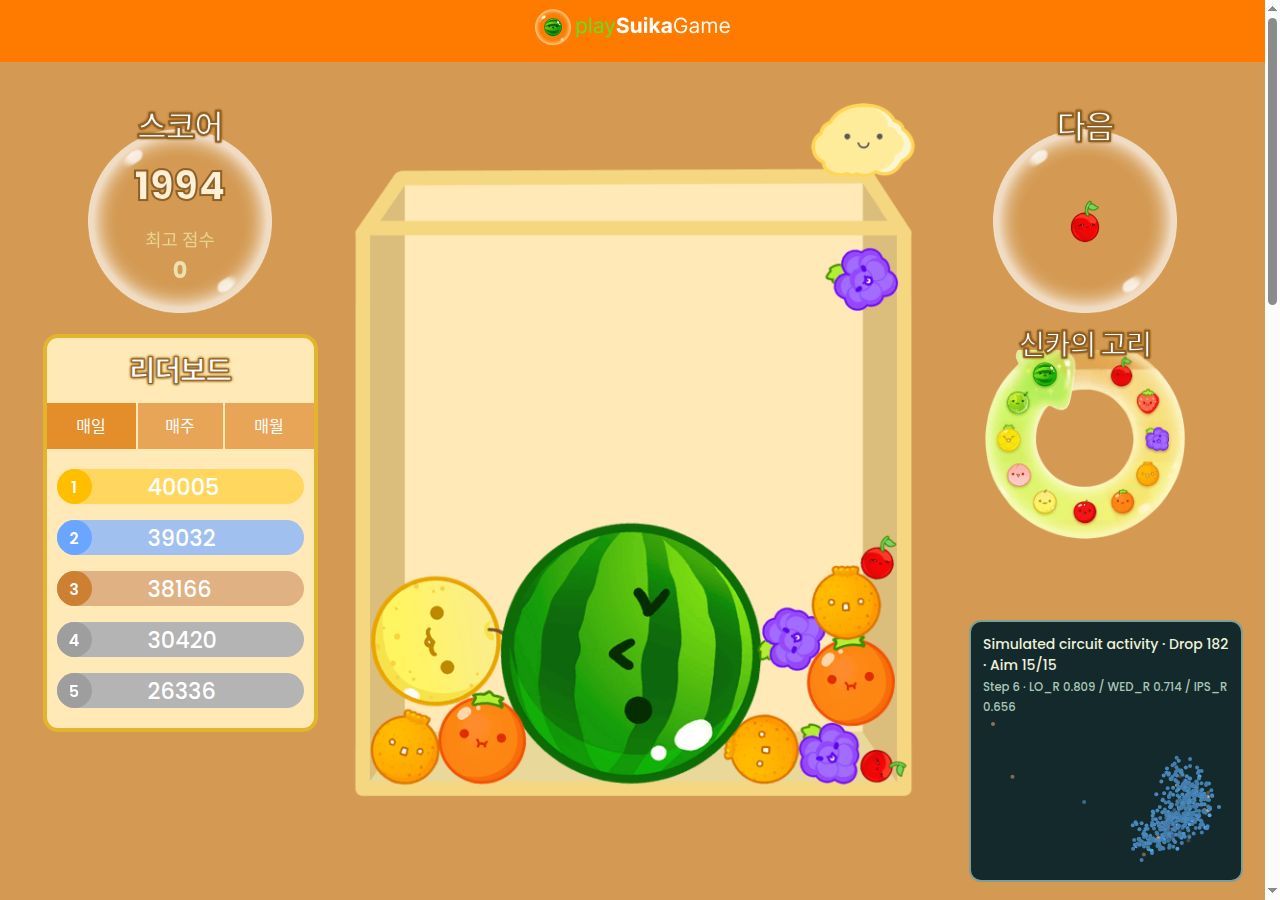 playSuikaGame
스코어
1994
최고 점수
0
리더보드
매일 매주 매월
1 40005
2 39032
3 38166
4 30420
5 26336
다음
신카의 고리
Simulated circuit activity · Drop 182
· Aim 15/15
Step 6 · LO_R 0.809 / WED_R 0.714 / IPS_R
0.656